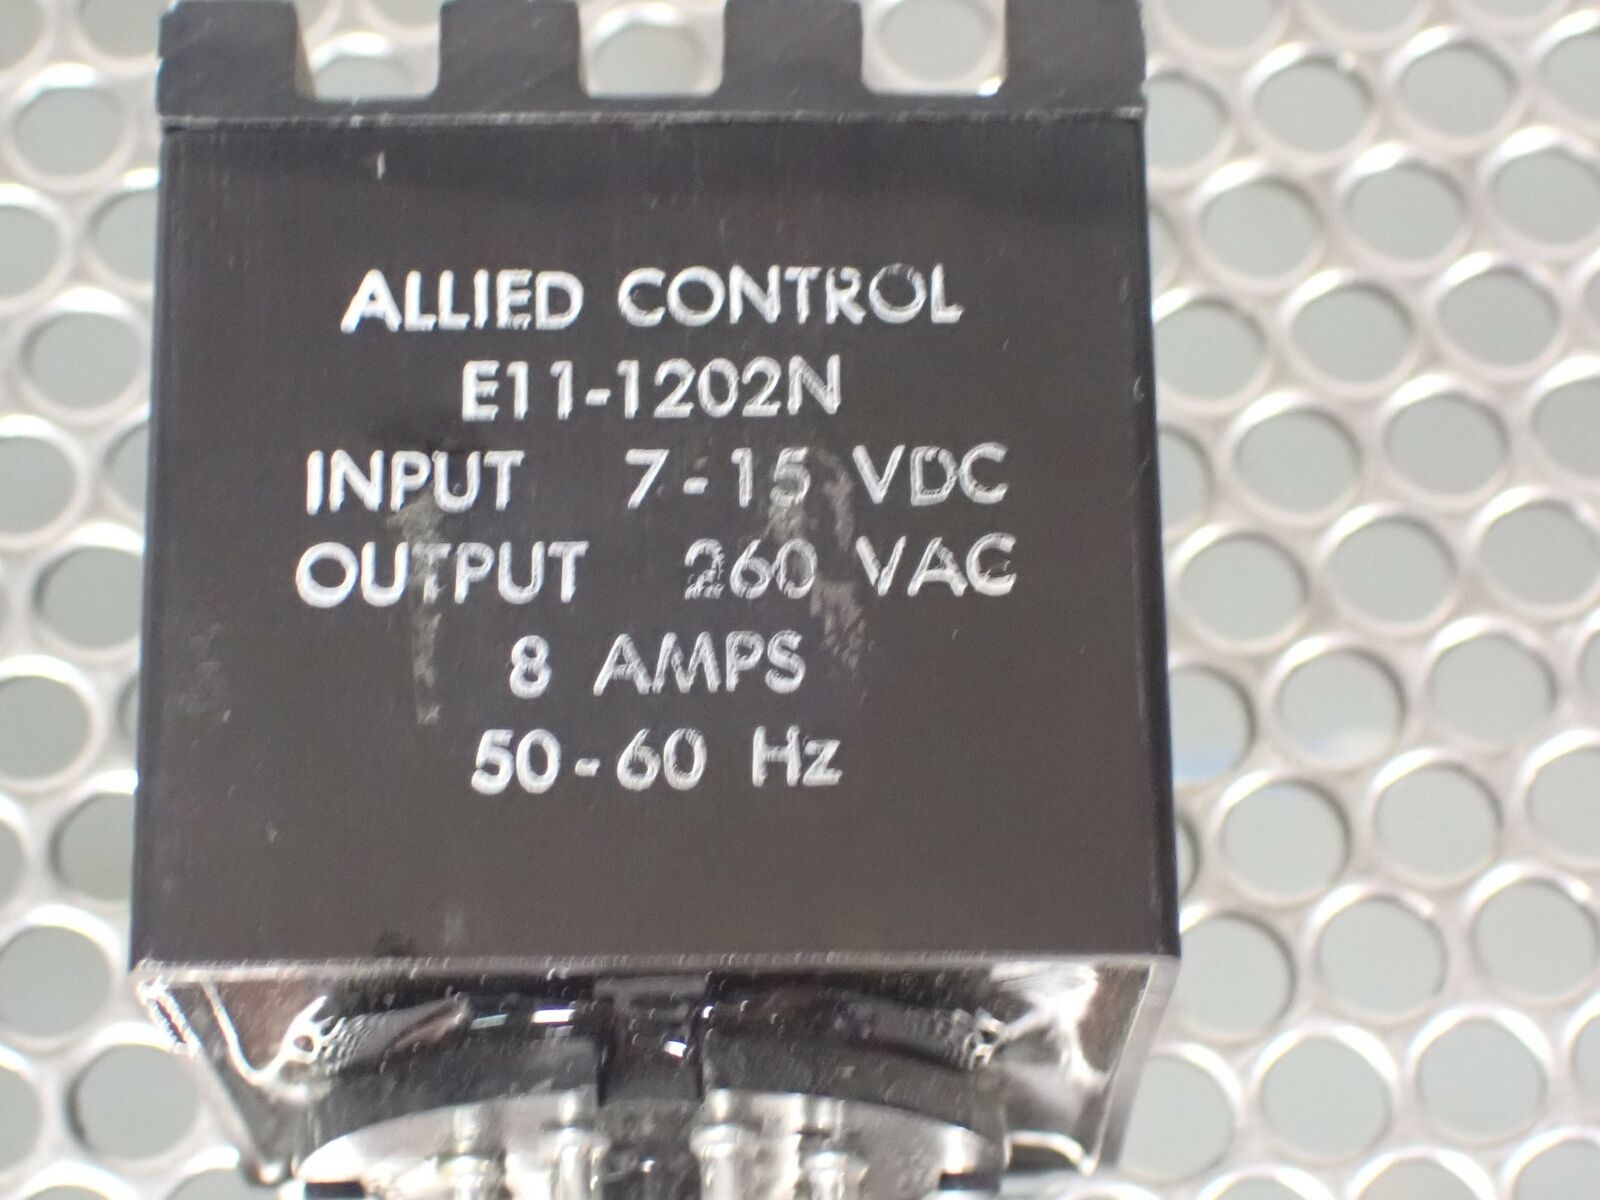 ALLIED CONTROL
E11-1202N
INPUT 7-15 VDC
OUTPUT 260 VAC
8 AMPS
50-60 Hz